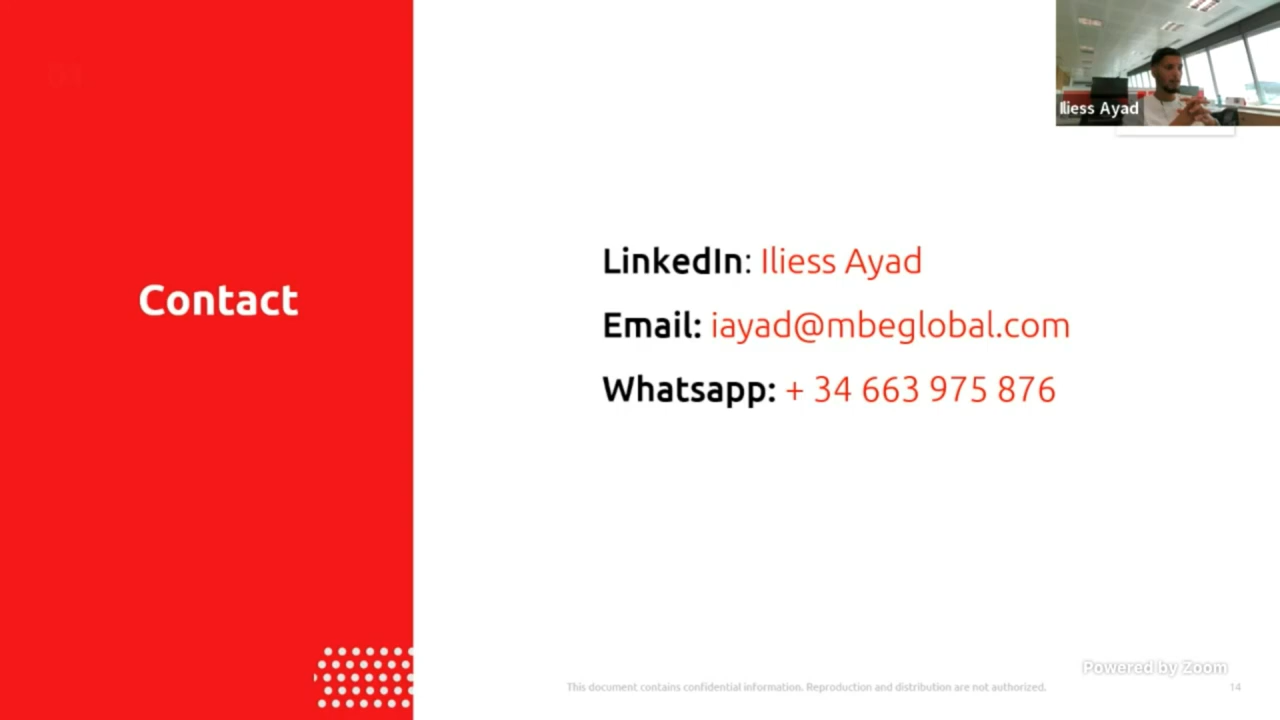 Iliess Ayad
Contact
LinkedIn: Iliess Ayad
Email: iayad@mbeglobal.com
Whatsapp: + 34 663 975 876
Powered by Zoom
This document contains confidential information. Reproduction and distribution are not authorized.
14